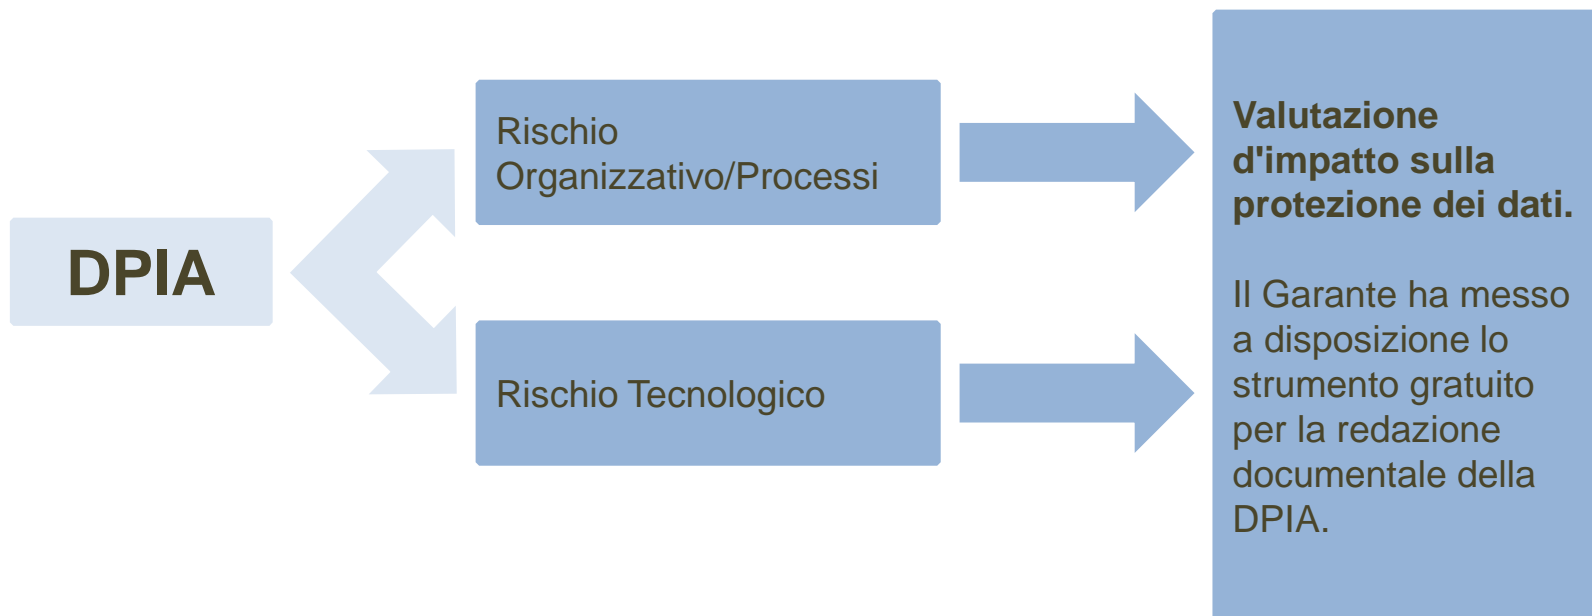 DPIA
Rischio
Organizzativo/Processi
Rischio Tecnologico
Valutazione
d'impatto sulla
protezione dei dati.
Il Garante ha messo
a disposizione lo
strumento gratuito
per la redazione
documentale della
DPIA.